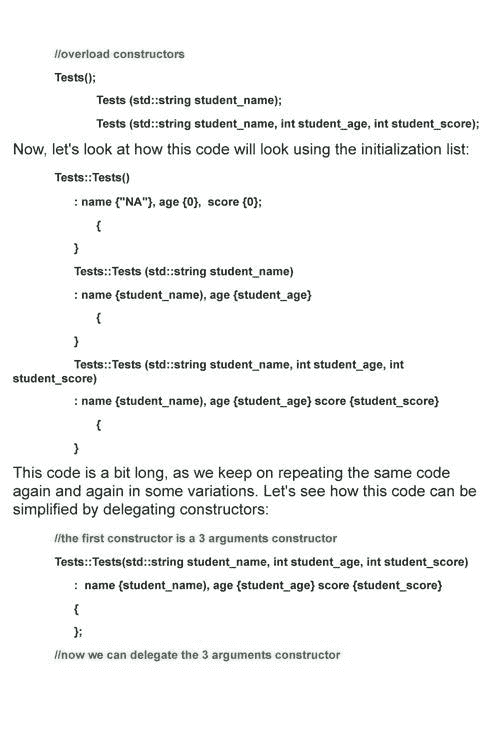 //overload constructors
Tests();
Tests (std::string student_name);
Tests (std::string student_name, int student_age, int student_score);
Now, let's look at how this code will look using the initialization list:
Tests::Tests()
: name {"NA"}, age {0},  score {0};
{
}
Tests::Tests (std::string student_name)
: name {student_name}, age {student_age}
{
}
Tests::Tests (std::string student_name, int student_age, int
student_score)
: name {student_name}, age {student_age} score {student_score}
{
}
This code is a bit long, as we keep on repeating the same code
again and again in some variations. Let's see how this code can be
simplified by delegating constructors:
//the first constructor is a 3 arguments constructor
Tests::Tests(std::string student_name, int student_age, int student_score)
:  name {student_name}, age {student_age} score {student_score}
{
};
//now we can delegate the 3 arguments constructor